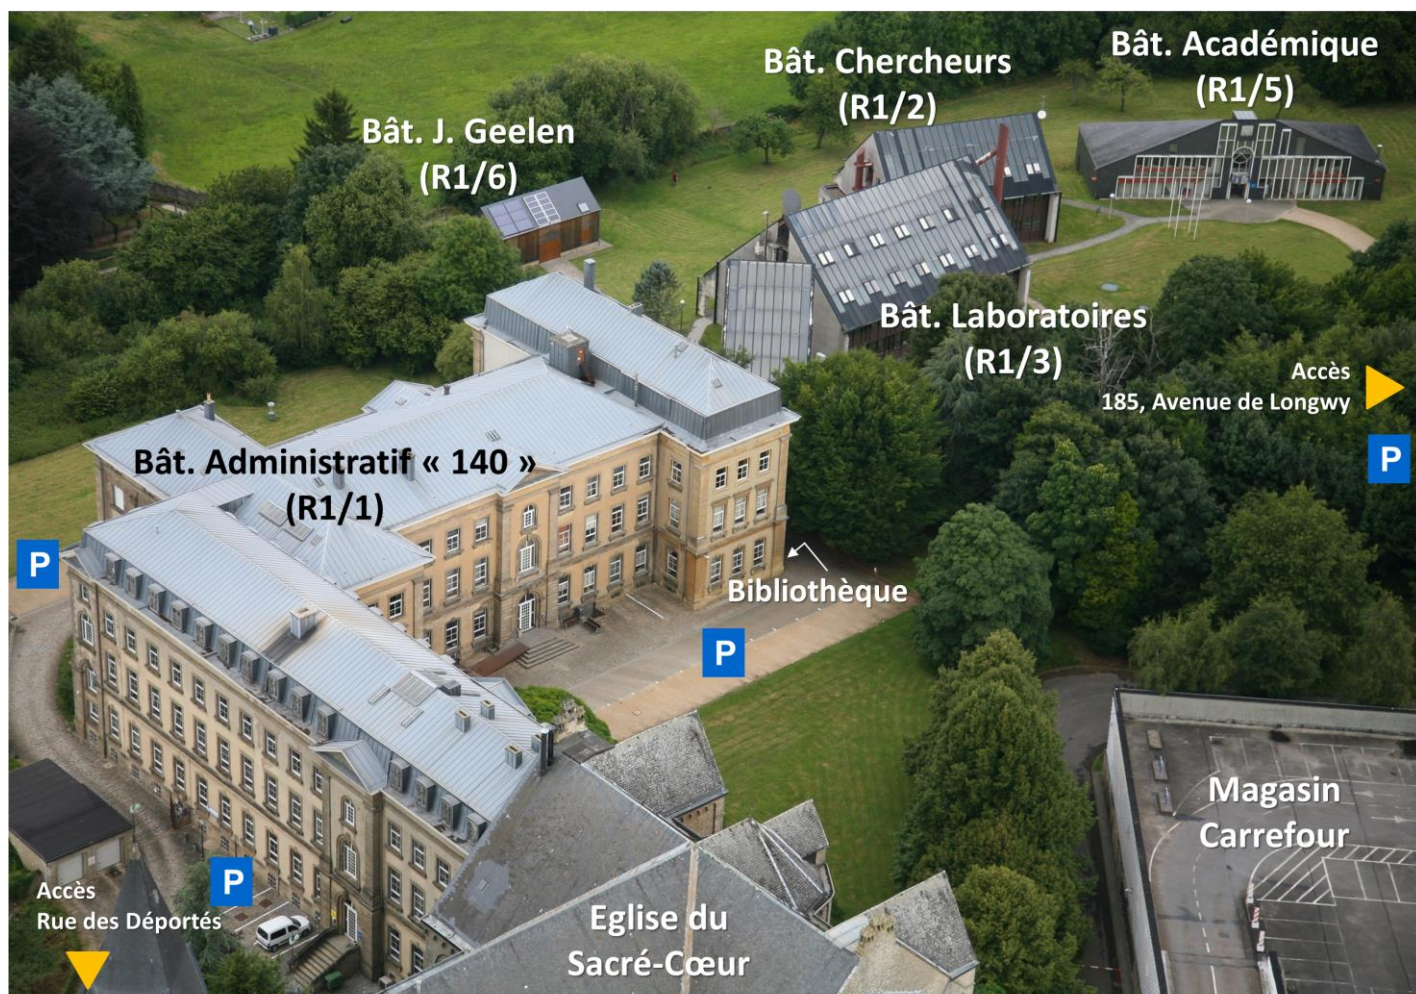 Bât. Académique
(R1/5)
Bât. Chercheurs
(R1/2)
Bât. J. Geelen
(R1/6)
Bât. Laboratoires
(R1/3)
Accès
185, Avenue de Longwy
P
Bât. Administratif « 140 »
(R1/1)
P
Bibliothèque
P
Magasin
Carrefour
P
Accès
Rue des Déportés
Eglise du
Sacré-Cœur